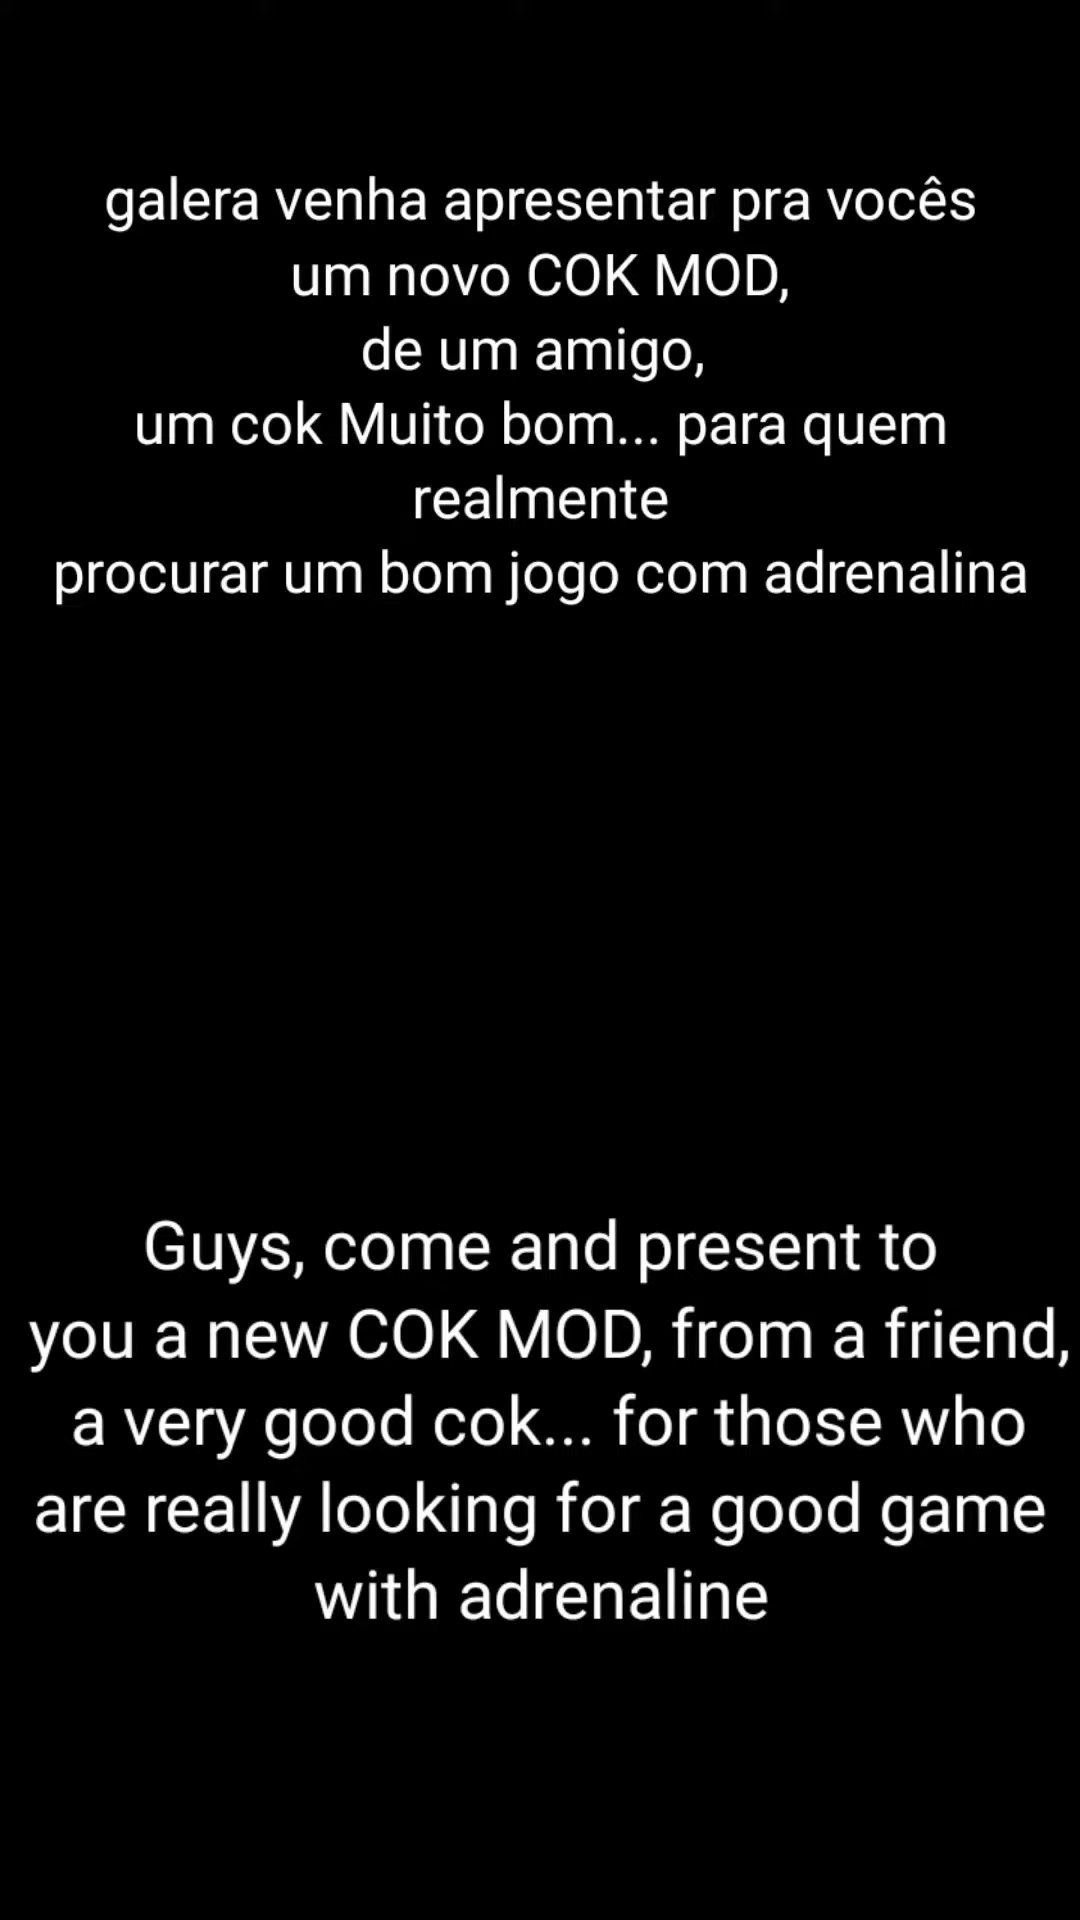 galera venha apresentar pra vocês
um novo COK MOD,
de um amigo,
um cok Muito bom... para quem
realmente
procurar um bom jogo com adrenalina
Guys, come and present to
you a new COK MOD, from a friend,
a very good cok... for those who
are really looking for a good game
with adrenaline